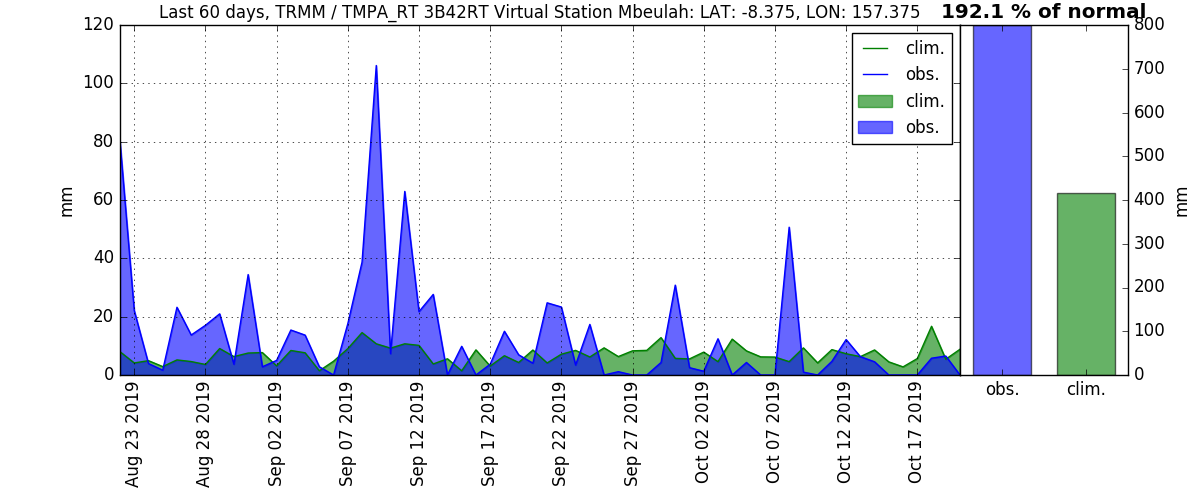 Last 60 days, TRMM / TMPA_RT 3B42RT Virtual Station Mbeulah: LAT: -8.375, LON: 157.375
192.1 % of normal
120
100
80
60
40
20
0
mm
clim.
obs.
clim.
obs.
Aug 23 2019
Aug 28 2019
Sep 02 2019
Sep 07 2019
Sep 12 2019
Sep 17 2019
Sep 22 2019
Sep 27 2019
Oct 02 2019
Oct 07 2019
Oct 12 2019
Oct 17 2019
800
700
600
500
400
300
200
100
0
mm
obs.
clim.